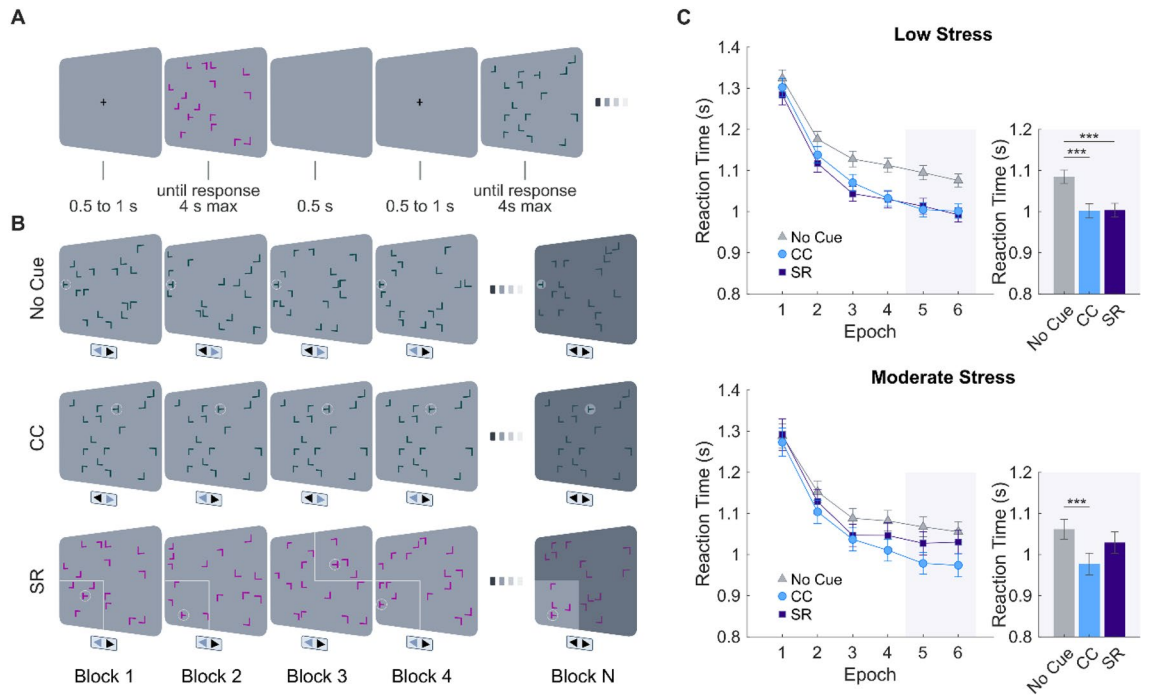 A
0.5 to 1 s
until response
4 s max
0.5 s
0.5 to 1 s
until response
4s max
B
No Cue
CC
SR
Block 1
Block 2
Block 3
Block 4
Block N
C
Low Stress
Reaction Time (s)
1.4
1.3
1.2
1.1
1
0.9
0.8
No Cue
CC
SR
1 2 3 4 5 6
Epoch
Reaction Time (s)
1.2
1.1
1
0.9
0.8
***
***
No Cue
CC
SR
Moderate Stress
Reaction Time (s)
1.4
1.3
1.2
1.1
1
0.9
0.8
No Cue
CC
SR
1 2 3 4 5 6
Epoch
Reaction Time (s)
1.2
1.1
1
0.9
0.8
***
No Cue
CC
SR